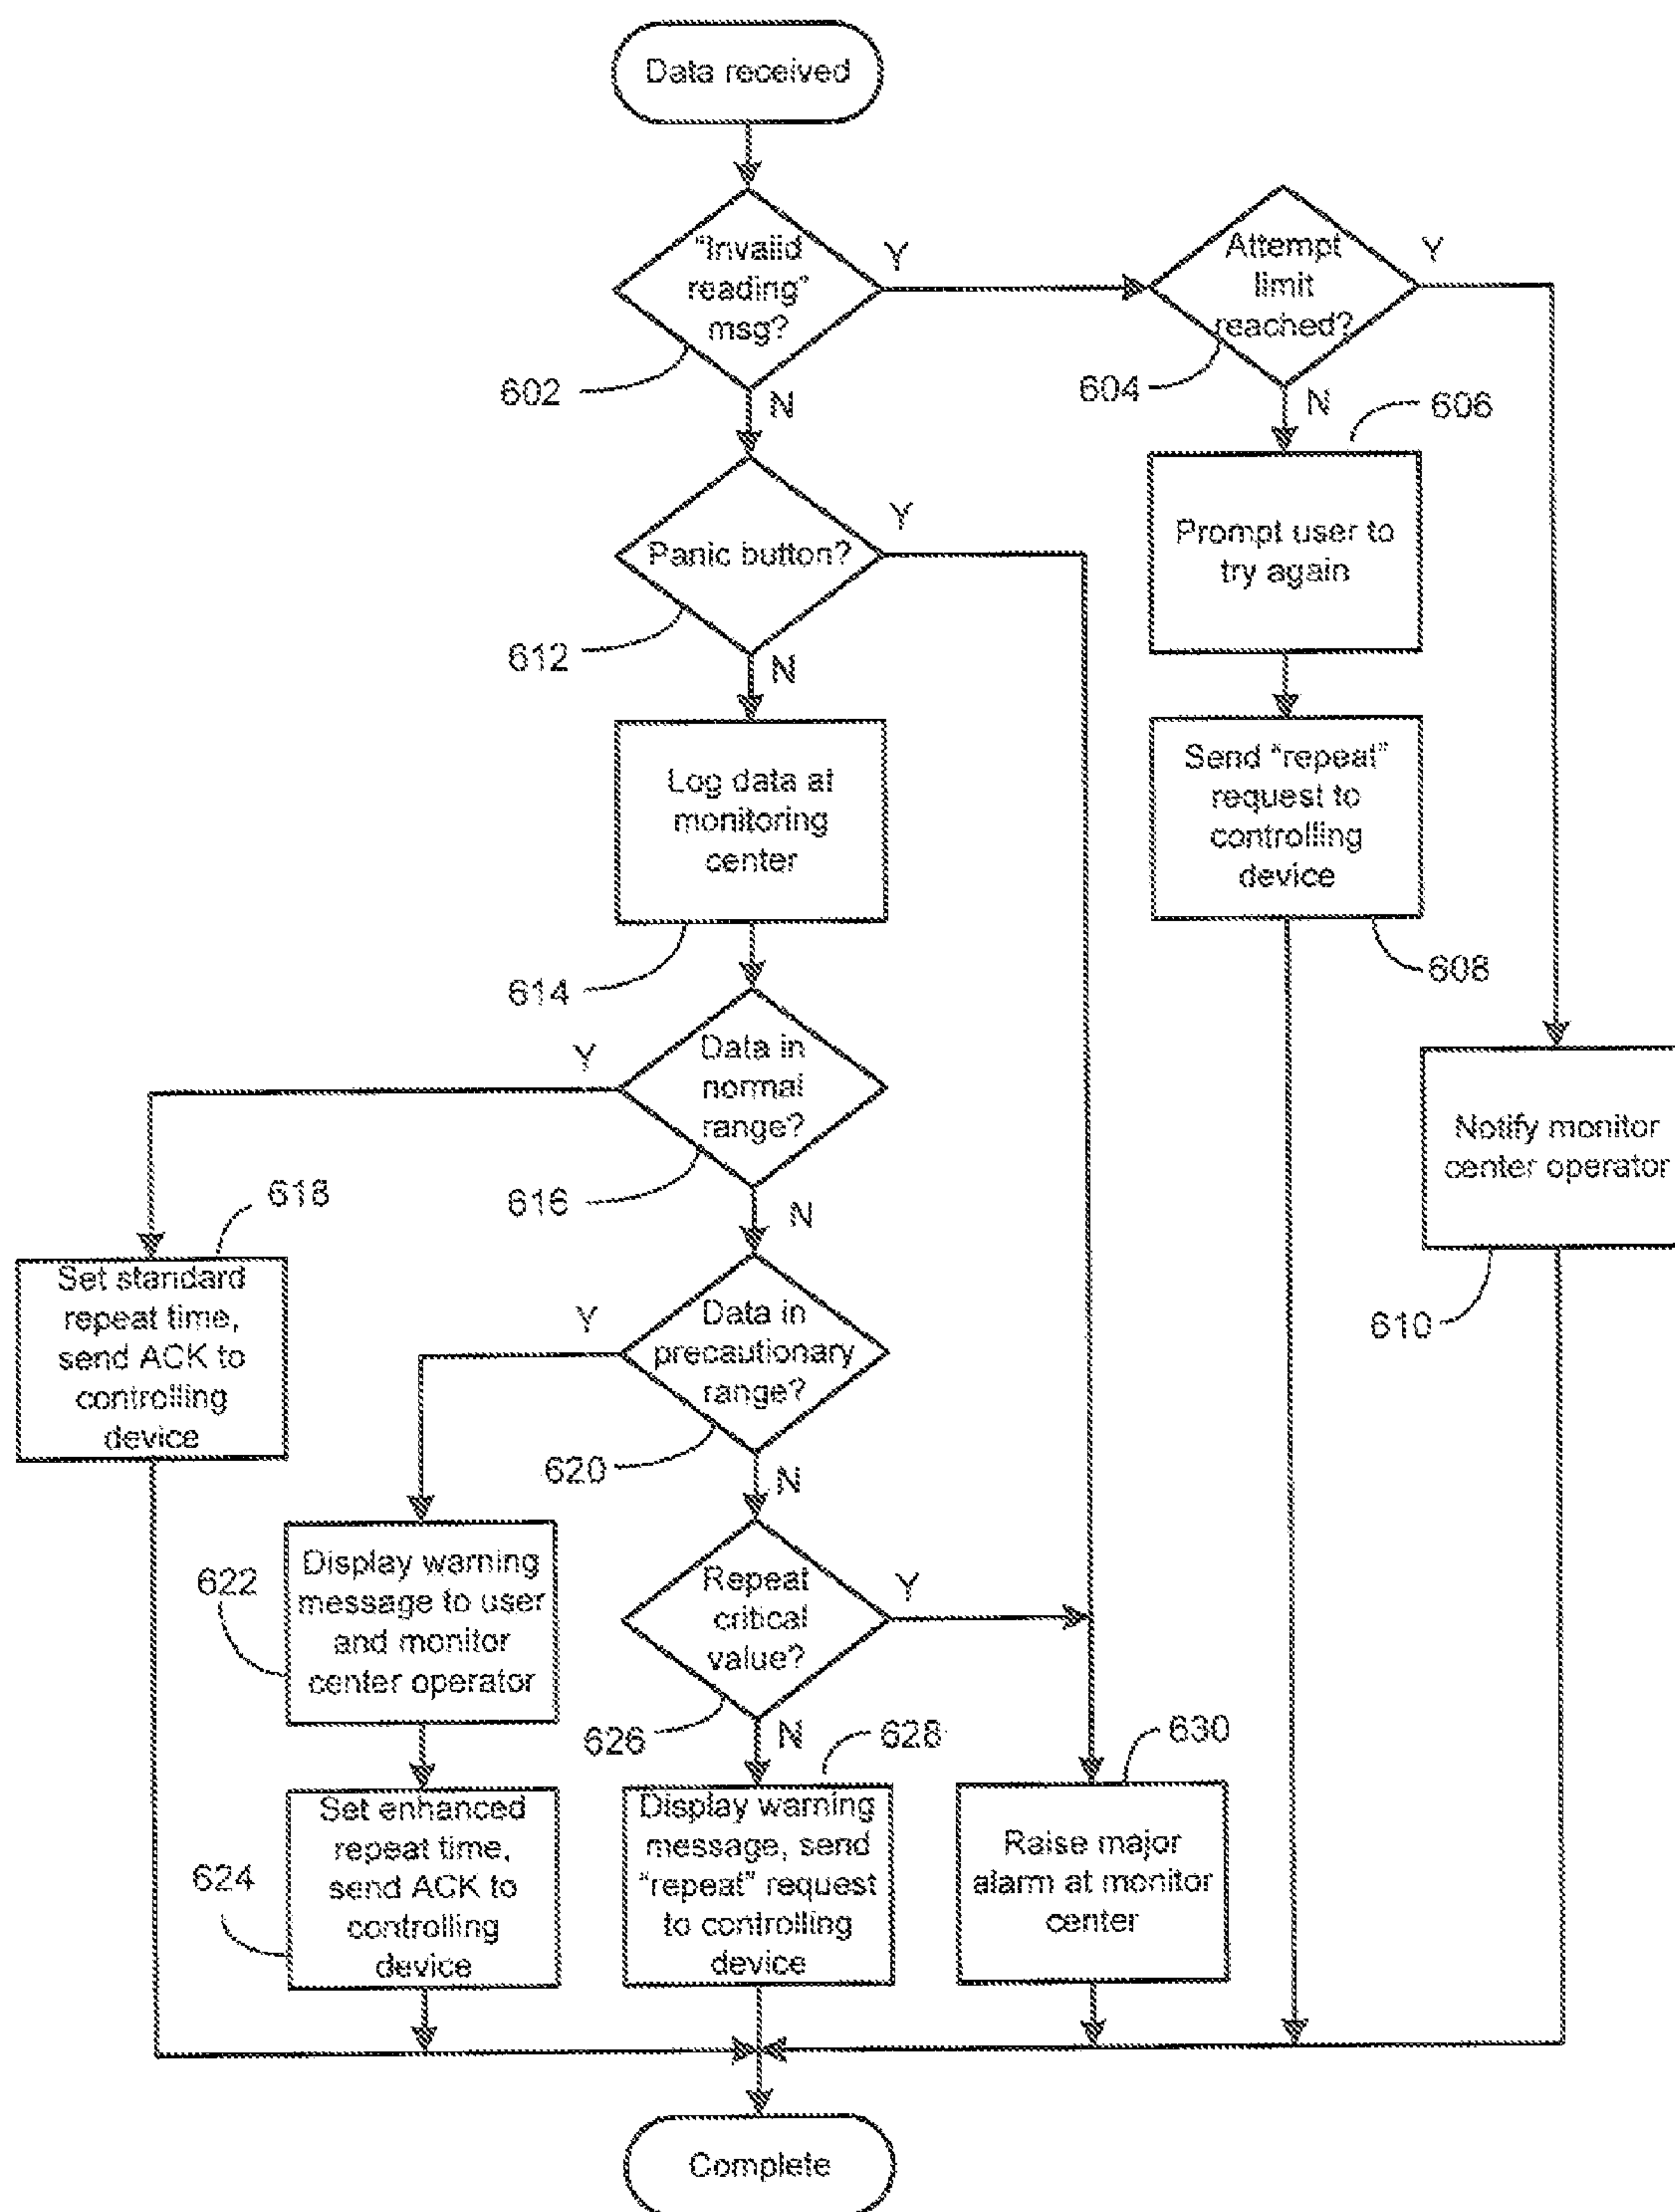 Data received
"Invalid
reading"
msg?
Y
602
N
Attempt
limit
reached?
Y
604
N
606
Prompt user to
try again
Panic button?
Y
612
N
Send "repeat"
request to
controlling
device
608
Log data at
monitoring
center
614
Data in
normal
range?
Y
616
N
Notify monitor
center operator
610
618
Set standard
repeat time,
send ACK to
controlling
device
Data in
precautionary
range?
Y
620
N
622
Display warning
message to user
and monitor
center operator
Repeat
critical
value?
Y
626
N
624
Set enhanced
repeat time,
send ACK to
controlling
device
628
Display warning
message, send
"repeat" request
to controlling
device
630
Raise major
alarm at monitor
center
Complete